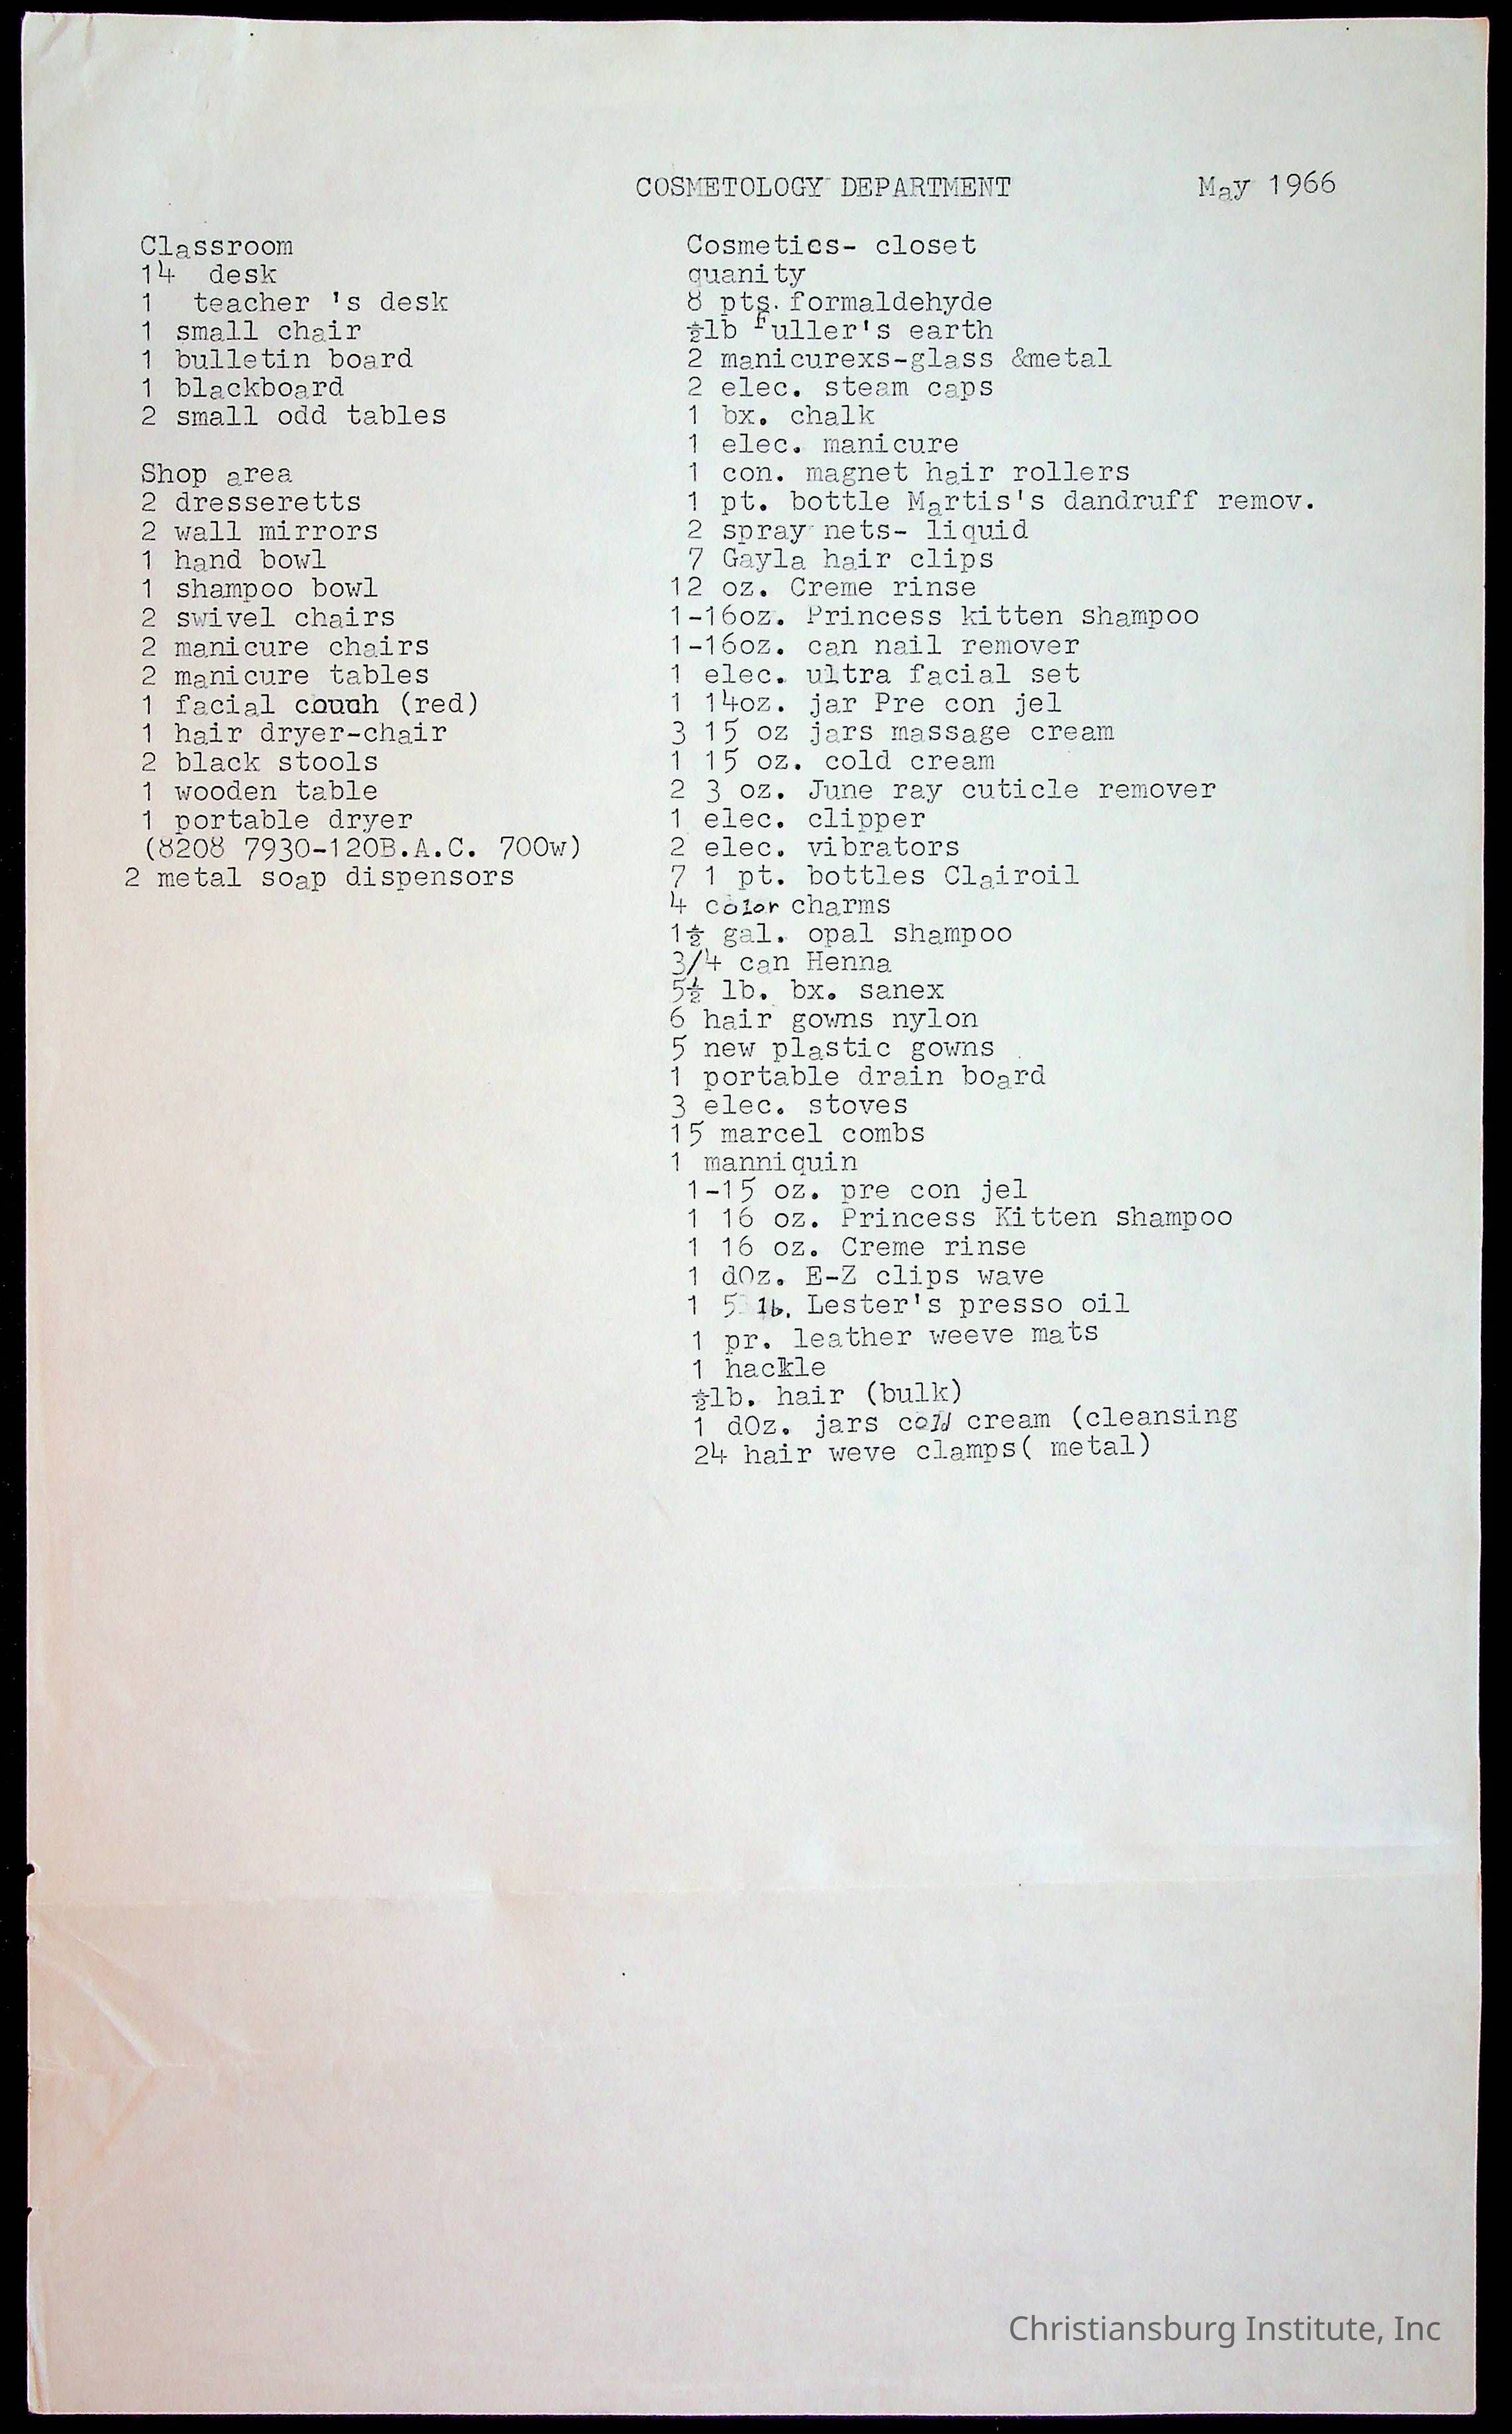 COSMETOLOGY DEPARTMENT May 1966
Classroom
14 desk
1 teacher 's desk
1 small chair
1 bulletin board
1 blackboard
2 small odd tables
Shop area
2 dresseretts
2 wall mirrors
1 hand bowl
1 shampoo bowl
2 swivel chairs
2 manicure chairs
2 manicure tables
1 facial couch (red)
1 hair dryer-chair
2 black stools
1 wooden table
1 portable dryer
(8208 7930-120B.A.C. 700w)
2 metal soap dispensors
Cosmetics- closet
quanity
8 pts. formaldehyde
½lb Fuller's earth
2 manicurexs-glass &metal
2 elec. steam caps
1 bx. chalk
1 elec. manicure
1 con. magnet hair rollers
1 pt. bottle Martis's dandruff remov.
2 spray nets- liquid
7 Gayla hair clips
12 oz. Creme rinse
1-16oz. Princess kitten shampoo
1-16oz. can nail remover
1 elec. ultra facial set
1 14oz. jar Pre con jel
3 15 oz jars massage cream
1 15 oz. cold cream
2 3 oz. June ray cuticle remover
1 elec. clipper
2 elec. vibrators
7 1 pt. bottles Clairoil
4 color charms
1½ gal. opal shampoo
3/4 can Henna
5½ lb. bx. sanex
6 hair gowns nylon
5 new plastic gowns
1 portable drain board
3 elec. stoves
15 marcel combs
1 manniquin
1-15 oz. pre con jel
1 16 oz. Princess Kitten shampoo
1 16 oz. Creme rinse
1 dOz. E-Z clips wave
1 5 lb. Lester's presso oil
1 pr. leather weeve mats
1 hackle
½lb. hair (bulk)
1 dOz. jars cold cream (cleansing
24 hair weve clamps( metal)
Christiansburg Institute, Inc